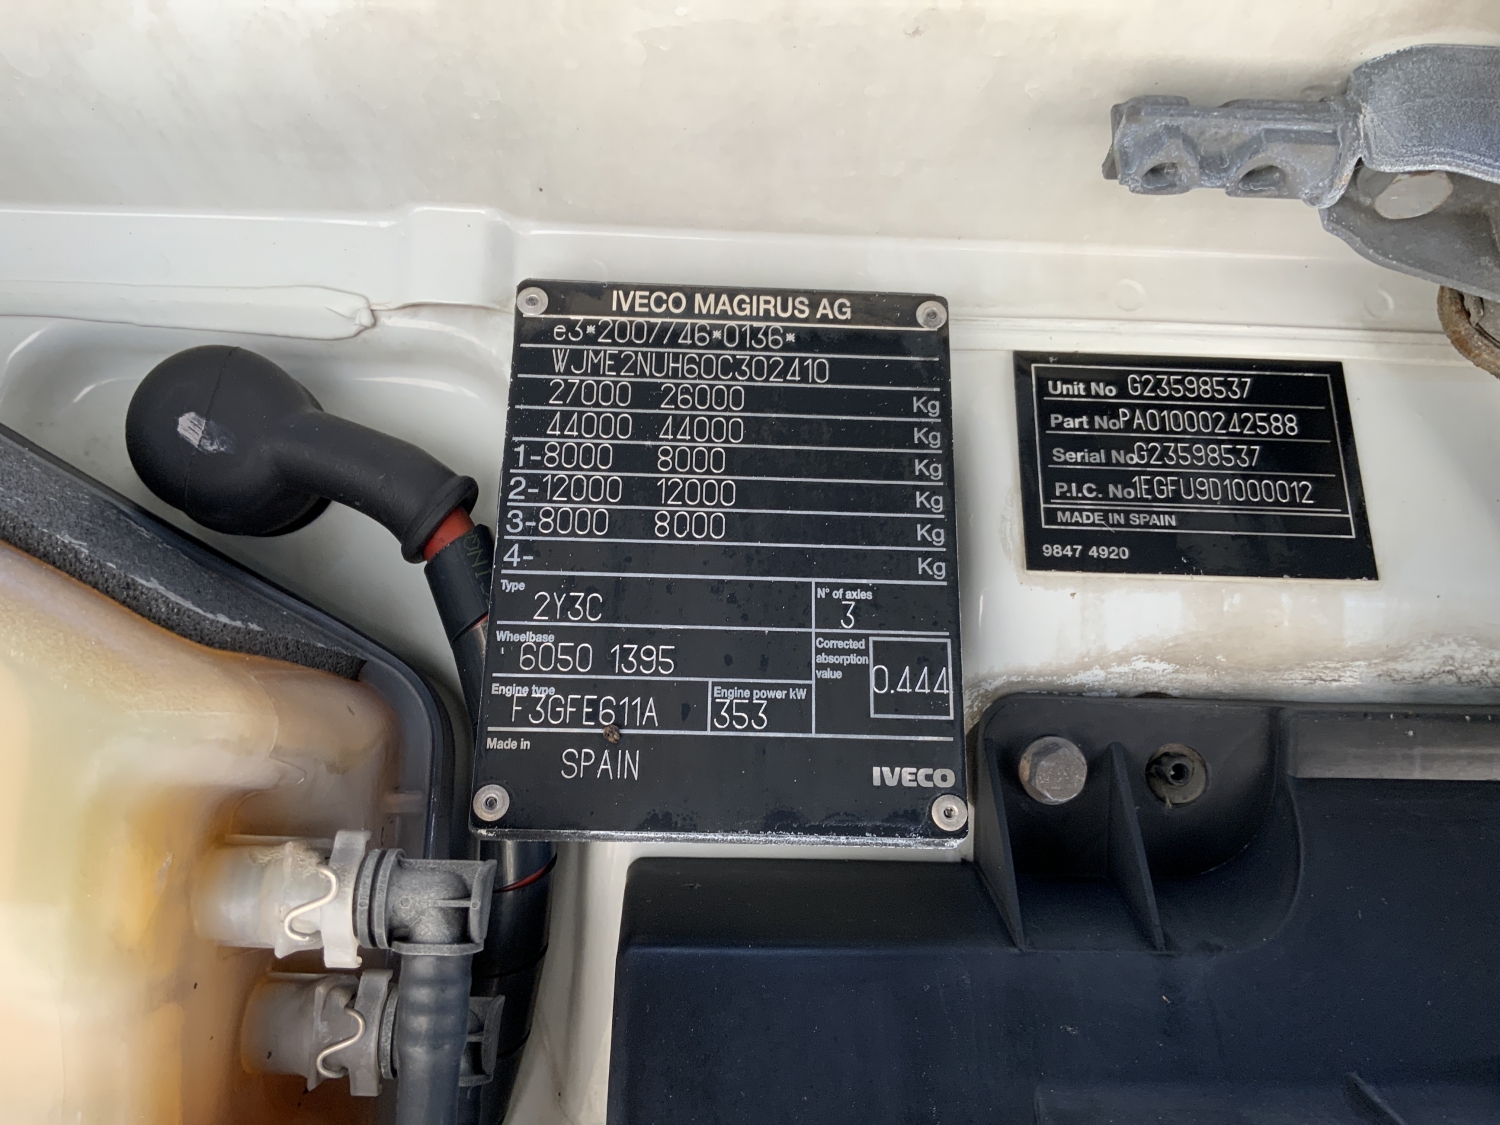 IVECO MAGIRUS AG
e3*2007/46*0136*
WJME2NUH60C302410
27000 26000 Kg
44000 44000 Kg
1-8000 8000 Kg
2-12000 12000 Kg
3-8000 8000 Kg
4- Kg
Type 2Y3C
N° of axles 3
Wheelbase 6050 1395
Corrected absorption value 0.444
Engine type F3GFE611A
Engine power kW 353
Made in SPAIN
IVECO
Unit No G23598537
Part No PA01000242588
Serial No G23598537
P.I.C. No 1EGFU9D1000012
MADE IN SPAIN
9847 4920